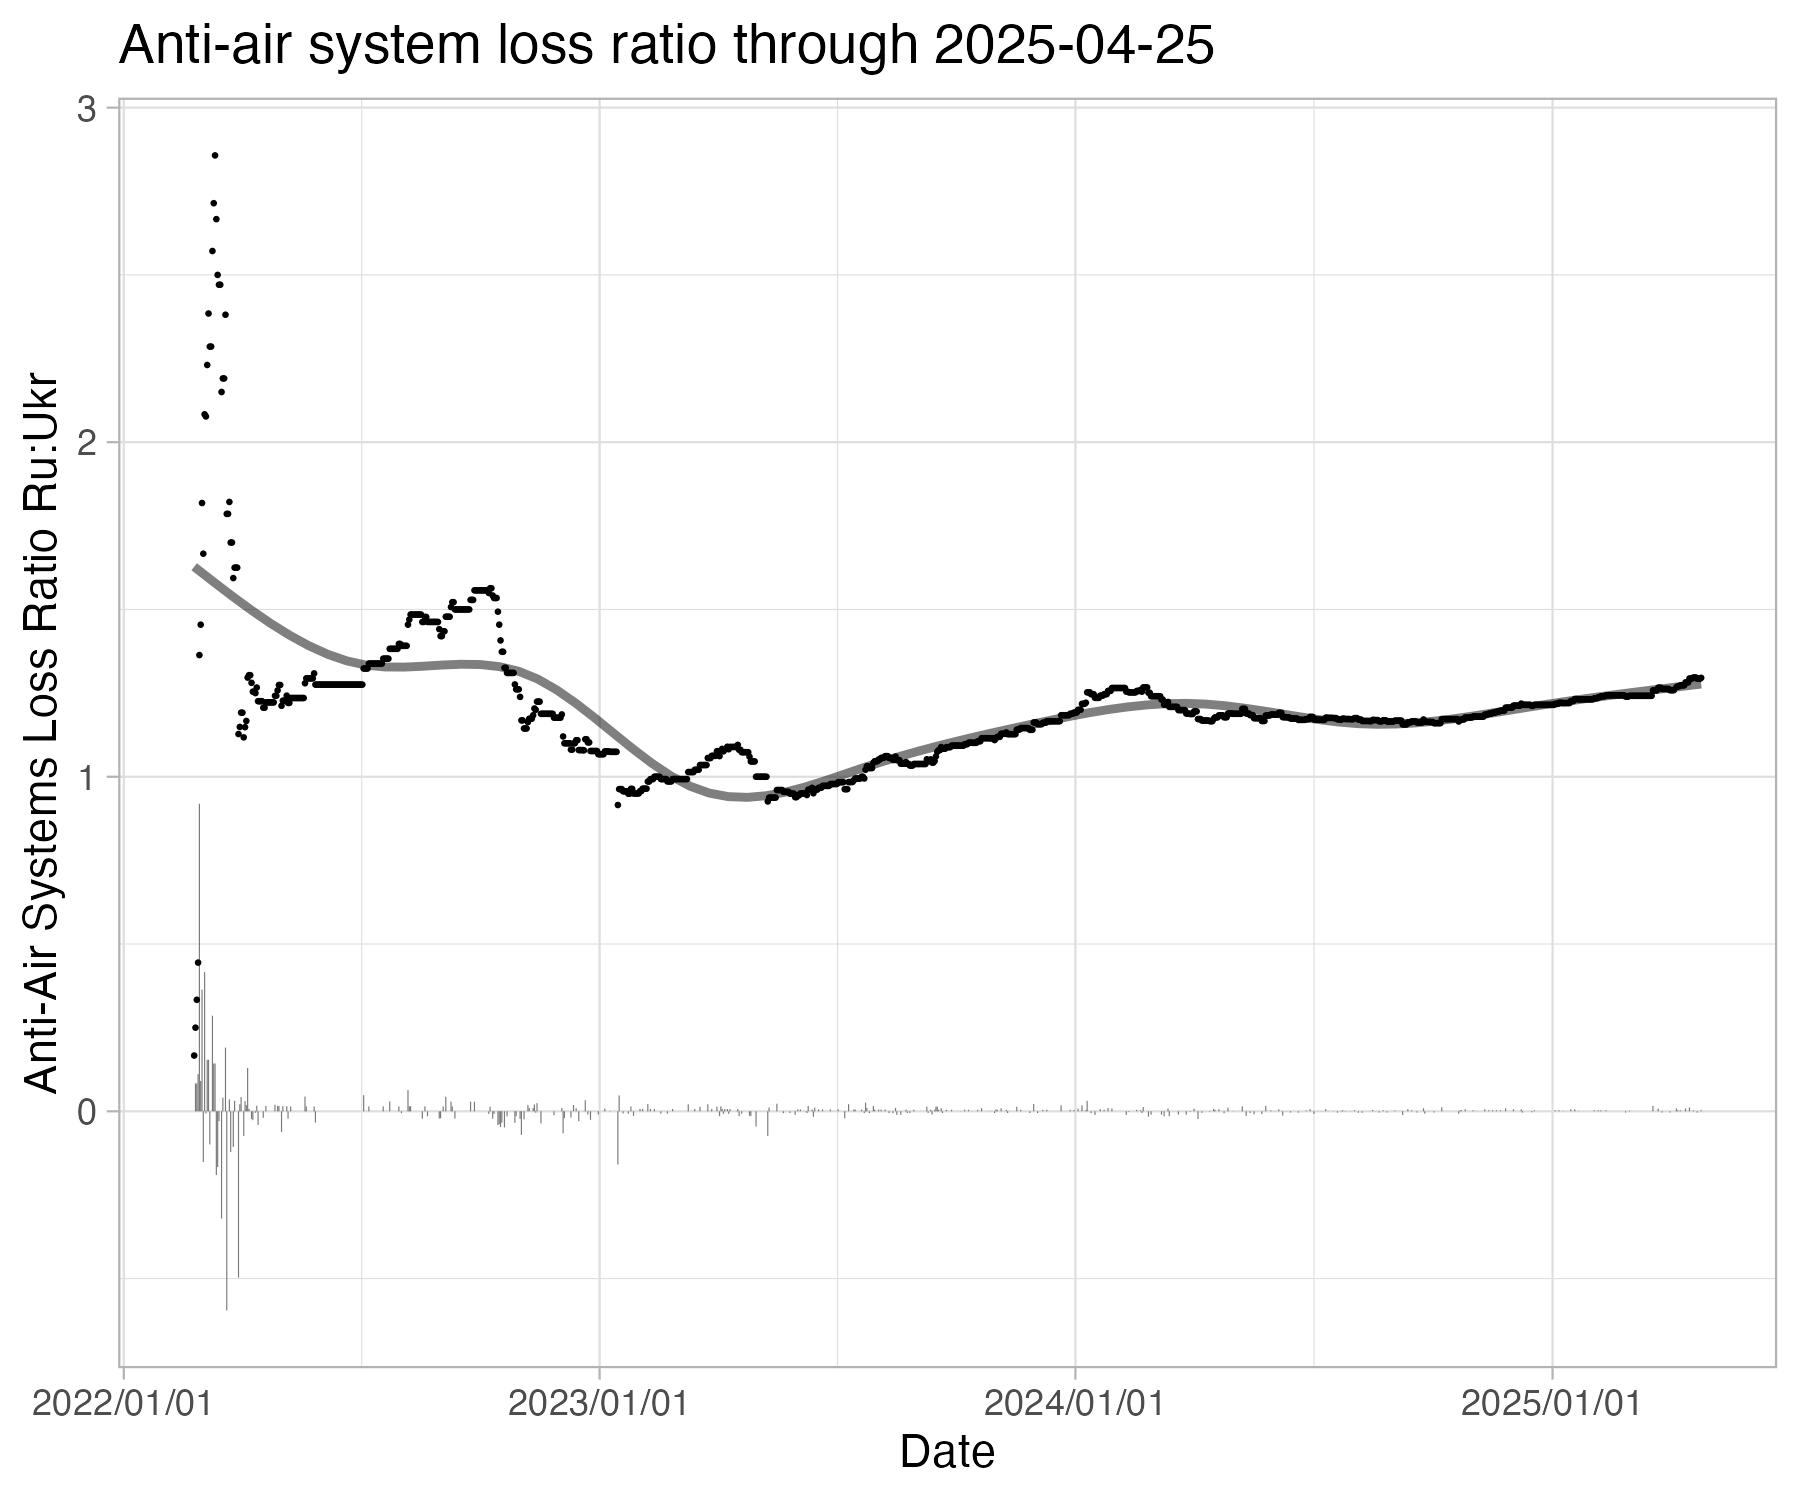 Anti-air system loss ratio through 2025-04-25
Anti-Air Systems Loss Ratio Ru:Ukr
3
2
1
0
2022/01/01
2023/01/01
2024/01/01
2025/01/01
Date